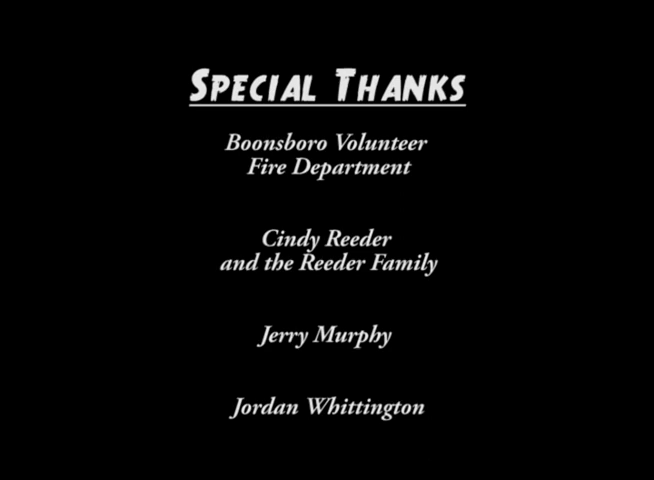 SPECIAL THANKS
Boonsboro Volunteer
Fire Department
Cindy Reeder
and the Reeder Family
Jerry Murphy
Jordan Whittington